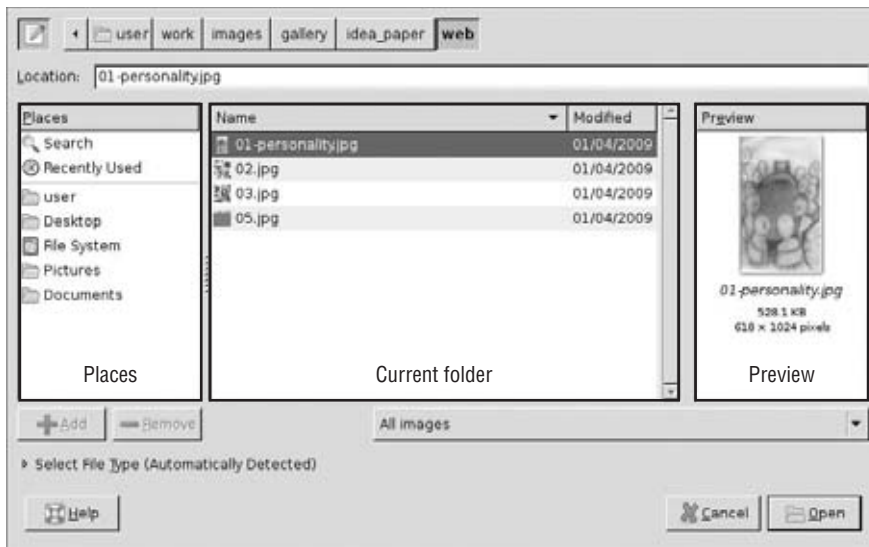 user work images gallery idea_paper web
Location: 01-personality.jpg
Places
Search
Recently Used
user
Desktop
File System
Pictures
Documents
Places
Name Modified
01-personality.jpg 01/04/2009
02.jpg 01/04/2009
03.jpg 01/04/2009
05.jpg 01/04/2009
Current folder
Preview
01-personality.jpg
528.1 KB
618 × 1024 pixels
Preview
Add Remove All images
Select File Type (Automatically Detected)
Help Cancel Open